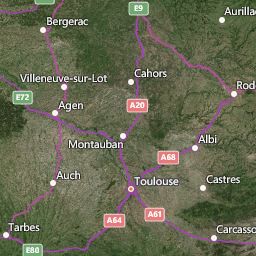 E9
Aurillac
Bergerac
Villeneuve-sur-Lot
Cahors
Rode
E72
Agen
A20
Montauban
Albi
A68
Auch
Toulouse
Castres
A64
A61
Tarbes
Carcasso
E80